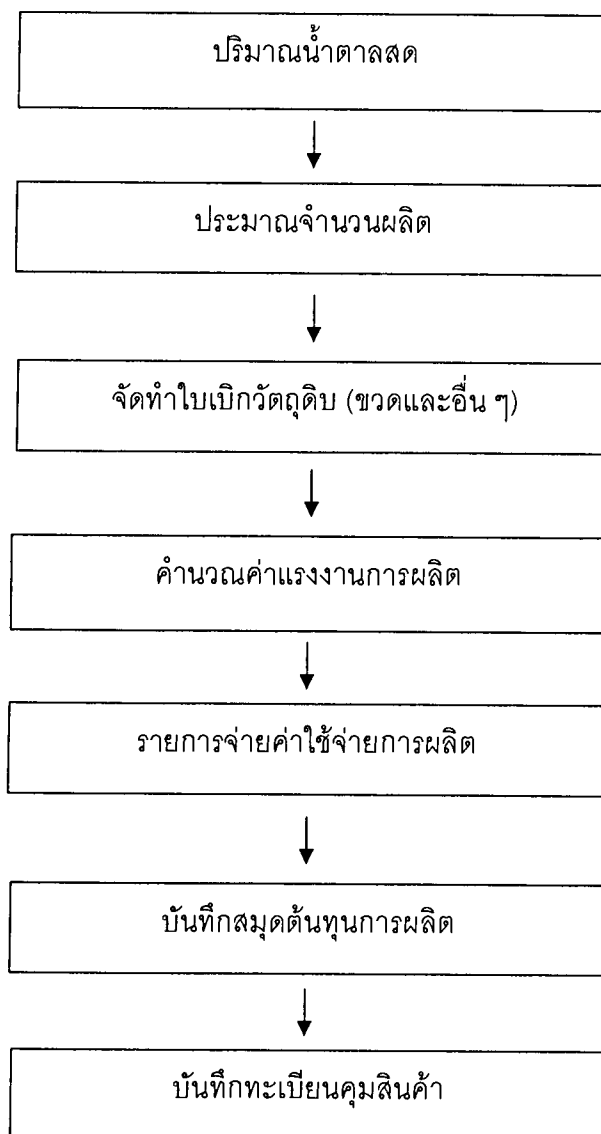 ปริมาณน้ำตาลสด
ประมาณจำนวนผลิต
จัดทำใบเบิกวัตถุดิบ (ขวดและอื่น ๆ)
คำนวณค่าแรงงานการผลิต
รายการจ่ายค่าใช้จ่ายการผลิต
บันทึกสมุดต้นทุนการผลิต
บันทึกทะเบียนคุมสินค้า